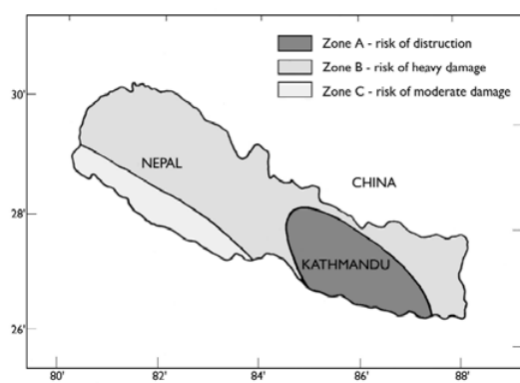 Zone A - risk of distruction
Zone B - risk of heavy damage
Zone C - risk of moderate damage
30'
NEPAL
CHINA
28'
KATHMANDU
26'
80' 82' 84' 86' 88'